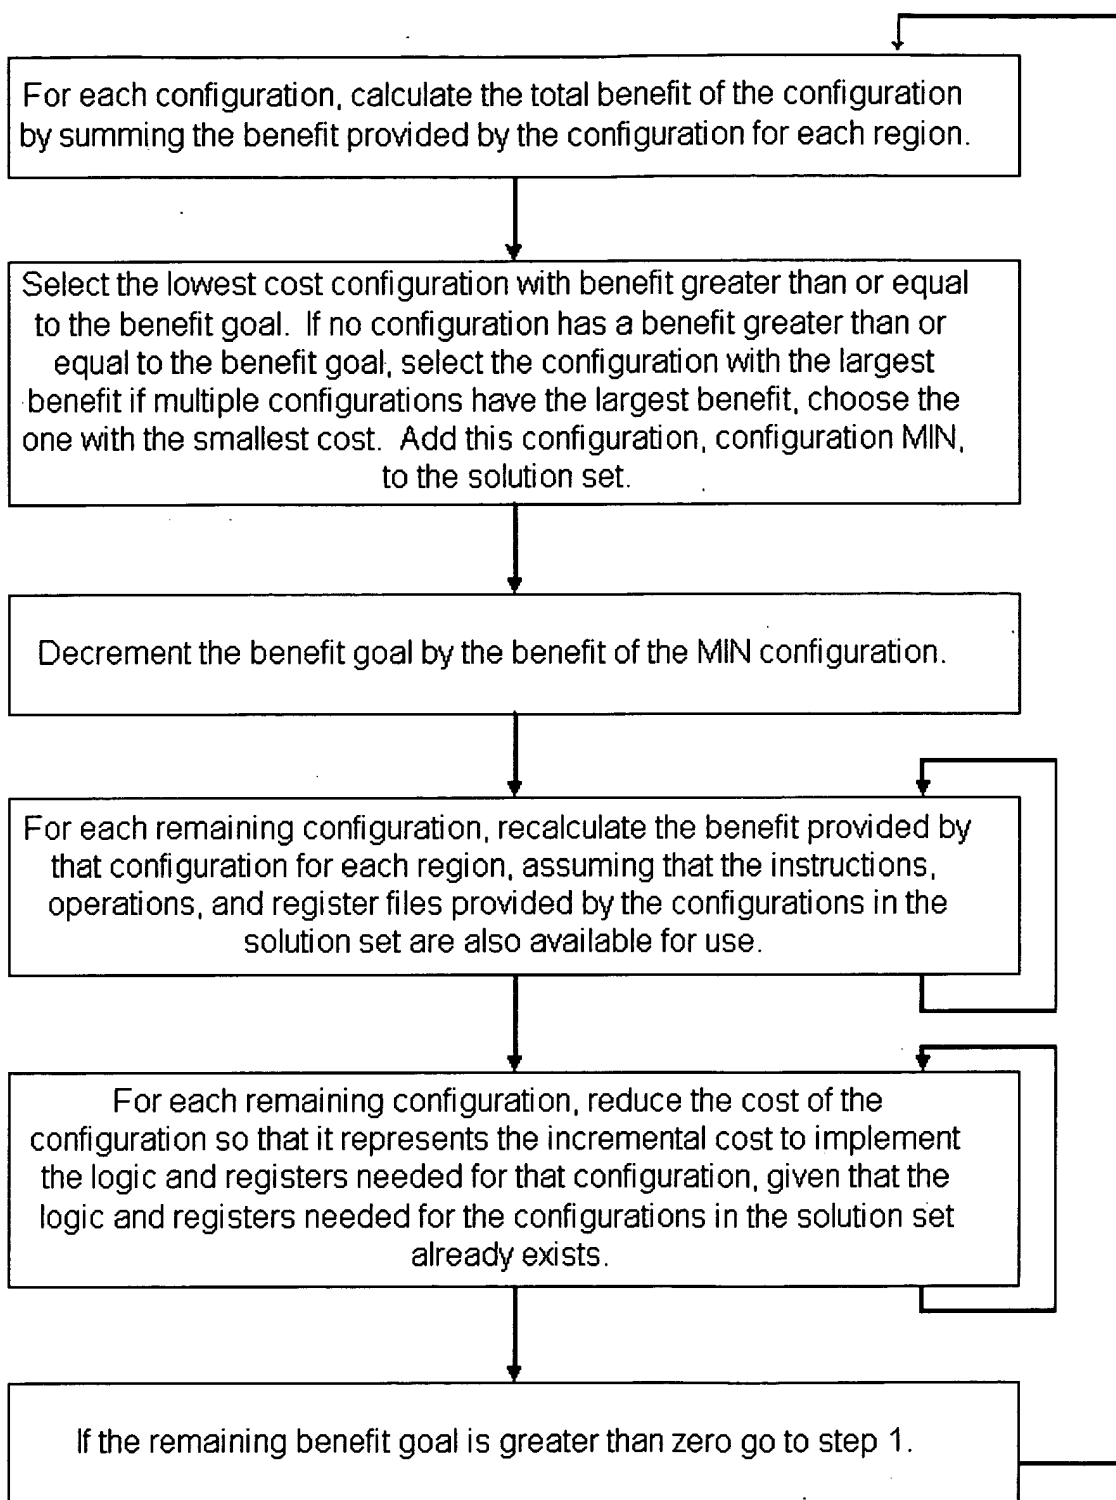 For each configuration, calculate the total benefit of the configuration
by summing the benefit provided by the configuration for each region.
Select the lowest cost configuration with benefit greater than or equal
to the benefit goal. If no configuration has a benefit greater than or
equal to the benefit goal, select the configuration with the largest
benefit if multiple configurations have the largest benefit, choose the
one with the smallest cost. Add this configuration, configuration MIN,
to the solution set.
Decrement the benefit goal by the benefit of the MIN configuration.
For each remaining configuration, recalculate the benefit provided by
that configuration for each region, assuming that the instructions,
operations, and register files provided by the configurations in the
solution set are also available for use.
For each remaining configuration, reduce the cost of the
configuration so that it represents the incremental cost to implement
the logic and registers needed for that configuration, given that the
logic and registers needed for the configurations in the solution set
already exists.
If the remaining benefit goal is greater than zero go to step 1.